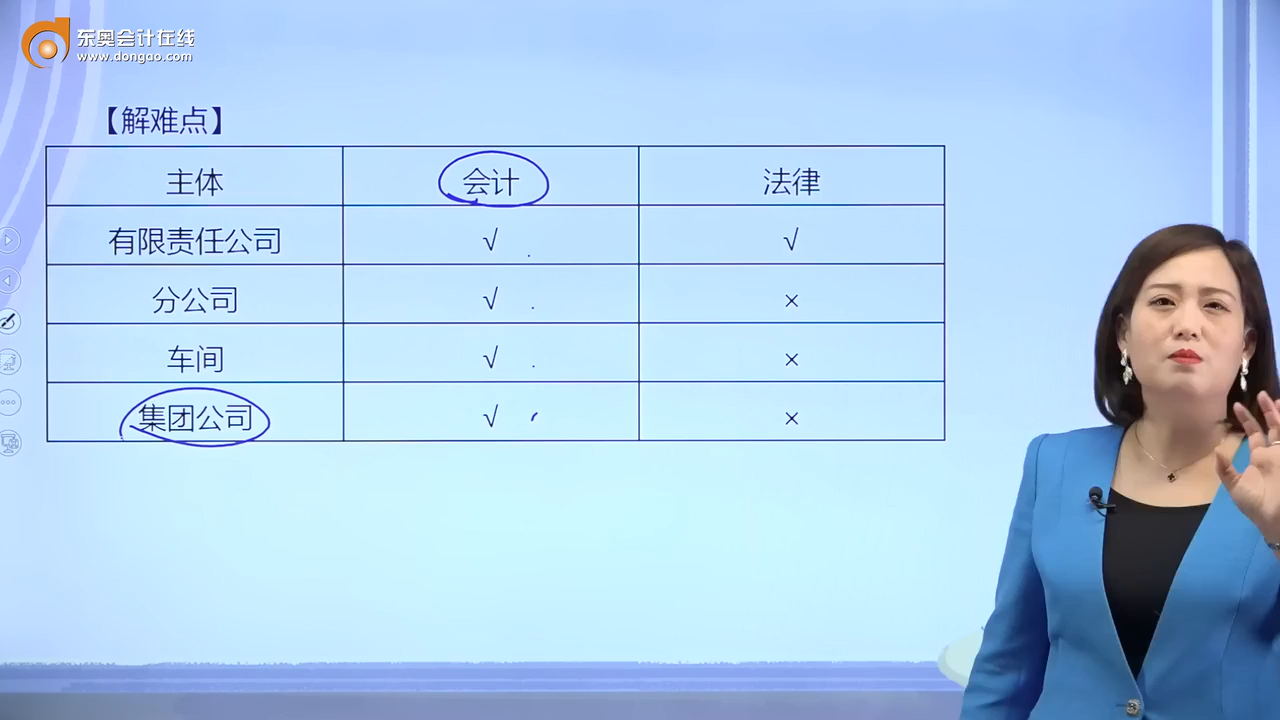 东奥会计在线
www.dongao.com
【解难点】
主体 会计 法律
有限责任公司 √ √
分公司 √ ×
车间 √ ×
集团公司 √ ×